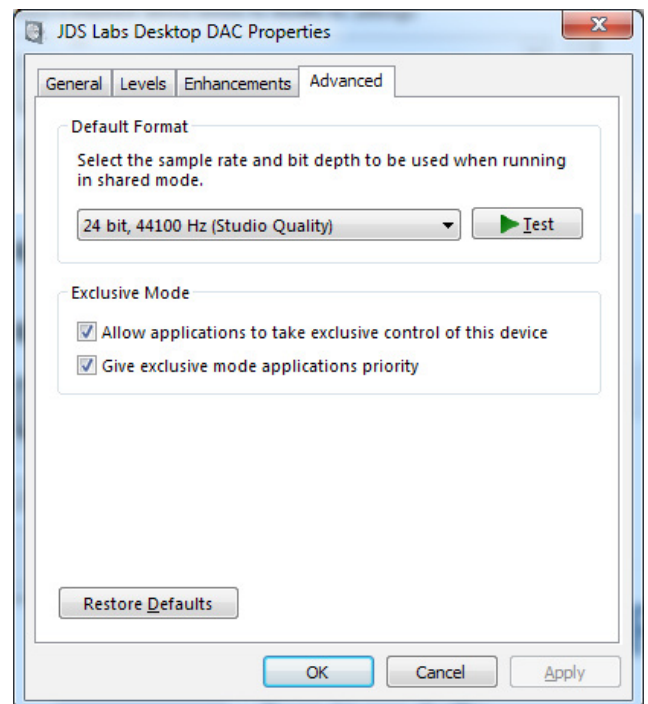 JDS Labs Desktop DAC Properties
General Levels Enhancements Advanced
Default Format
Select the sample rate and bit depth to be used when running
in shared mode.
24 bit, 44100 Hz (Studio Quality) Test
Exclusive Mode
Allow applications to take exclusive control of this device
Give exclusive mode applications priority
Restore Defaults
OK Cancel Apply